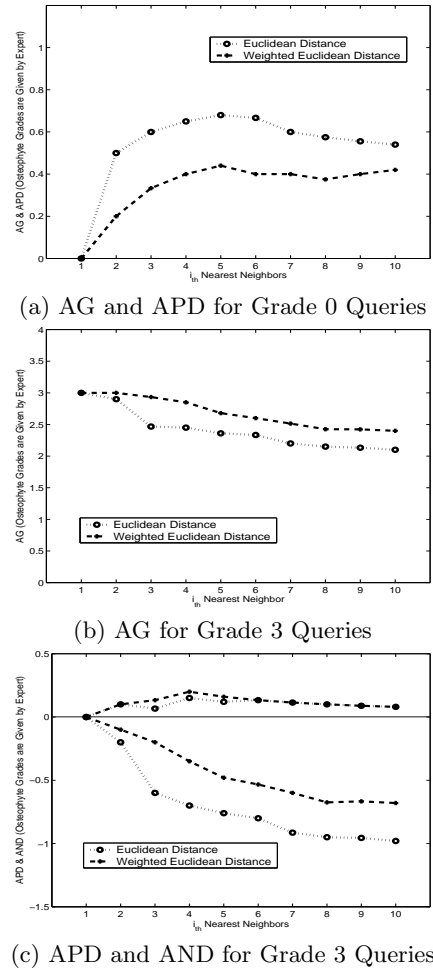 1
0.8
0.6
0.4
0.2
0
AG & APD (Osteophyte Grades are Given by Expert)
Euclidean Distance
Weighted Euclidean Distance
1 2 3 4 5 6 7 8 9 10
i_th Nearest Neighbors
(a) AG and APD for Grade 0 Queries
4
3.5
3
2.5
2
1.5
1
0.5
0
AG (Osteophyte Grades are Given by Expert)
Euclidean Distance
Weighted Euclidean Distance
1 2 3 4 5 6 7 8 9 10
i_th Nearest Neighbor
(b) AG for Grade 3 Queries
0.5
0
−0.5
−1
−1.5
APD & AND (Osteophyte Grades are Given by Expert)
Euclidean Distance
Weighted Euclidean Distance
1 2 3 4 5 6 7 8 9 10
i_th Nearest Neighbors
(c) APD and AND for Grade 3 Queries